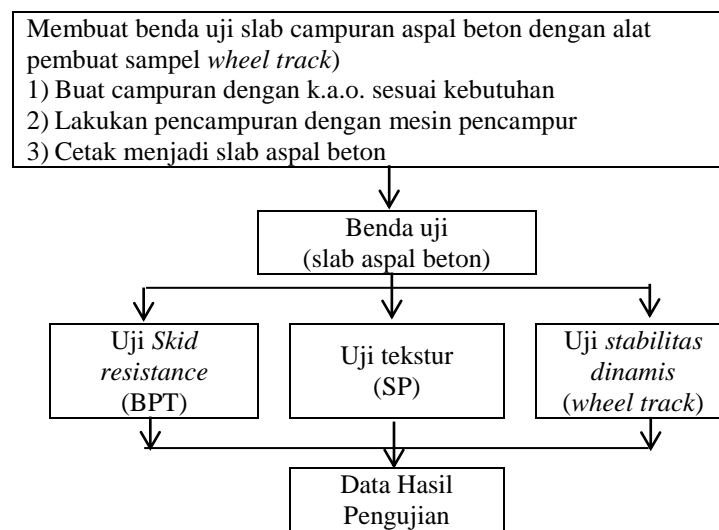 Membuat benda uji slab campuran aspal beton dengan alat
pembuat sampel wheel track)
1) Buat campuran dengan k.a.o. sesuai kebutuhan
2) Lakukan pencampuran dengan mesin pencampur
3) Cetak menjadi slab aspal beton
Benda uji
(slab aspal beton)
Uji Skid
resistance
(BPT)
Uji tekstur
(SP)
Uji stabilitas
dinamis
(wheel track)
Data Hasil
Pengujian